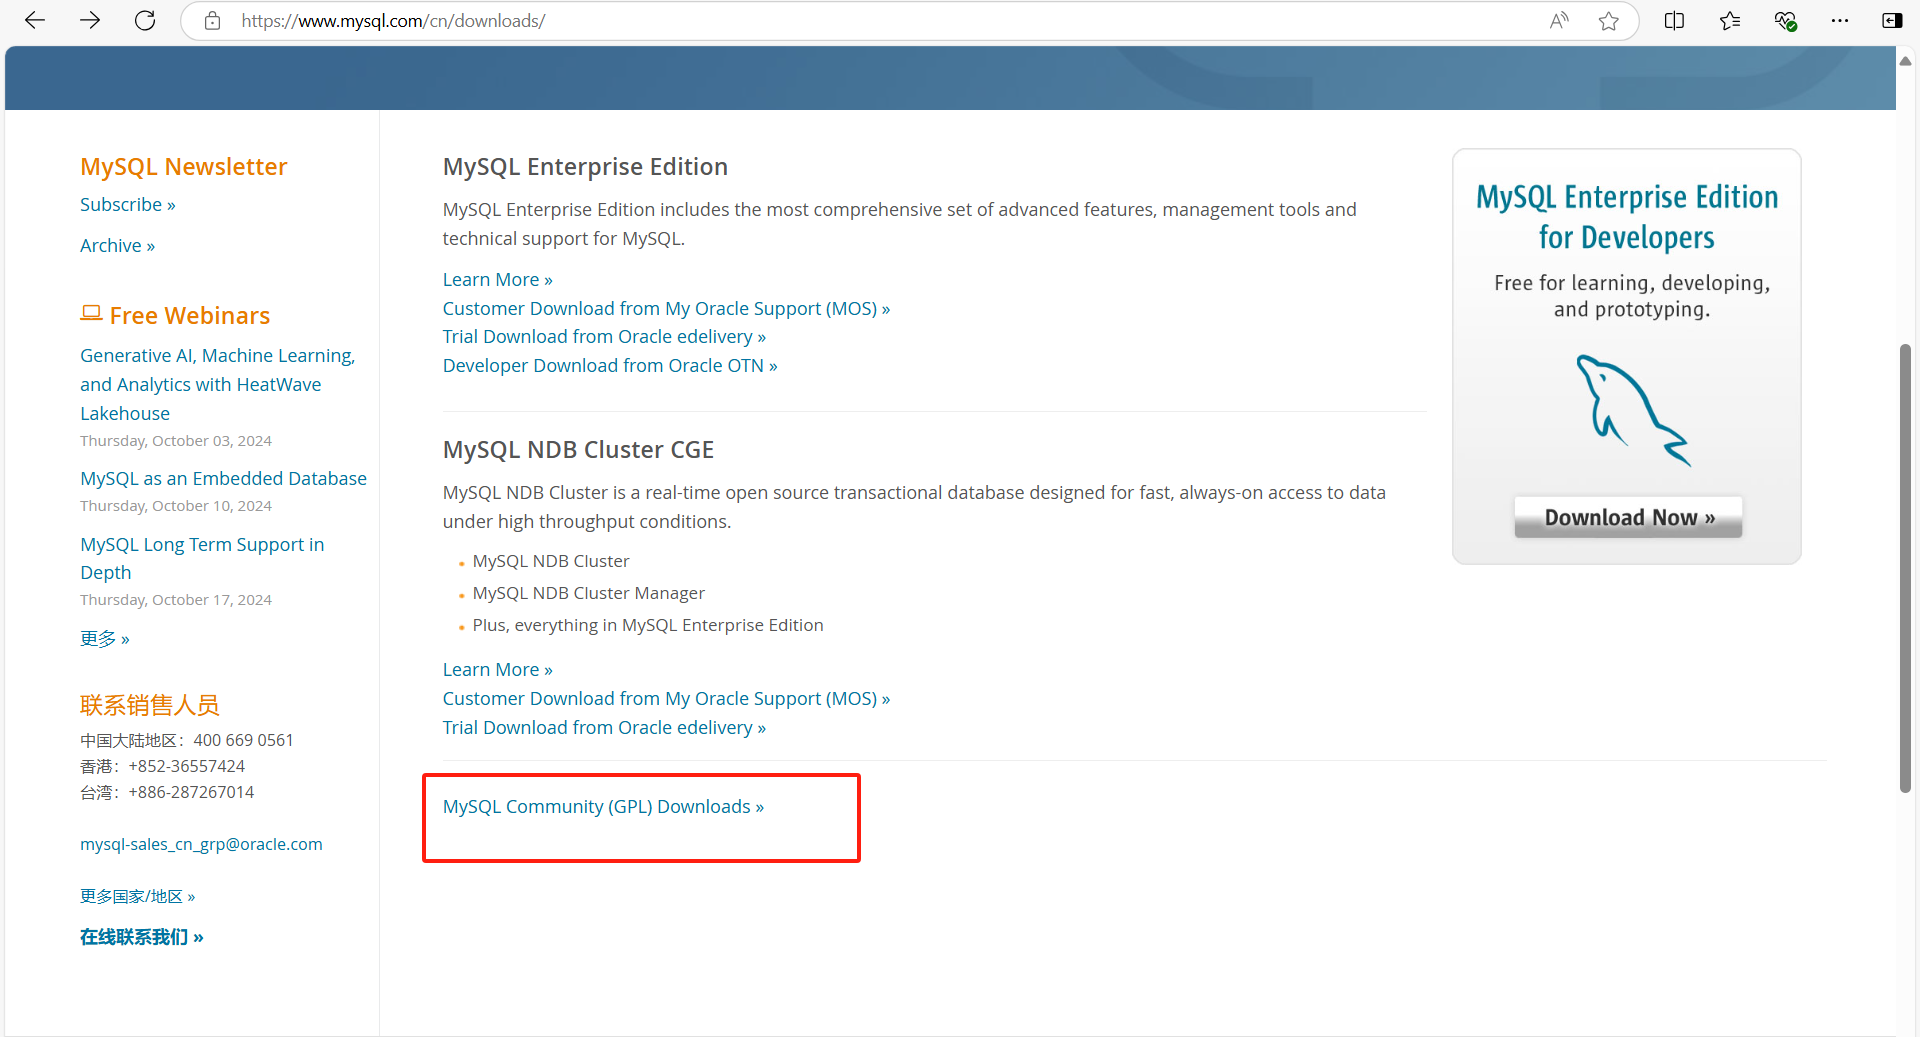 https://www.mysql.com/cn/downloads/
MySQL Newsletter
Subscribe »
Archive »
Free Webinars
Generative AI, Machine Learning,
and Analytics with HeatWave
Lakehouse
Thursday, October 03, 2024
MySQL as an Embedded Database
Thursday, October 10, 2024
MySQL Long Term Support in
Depth
Thursday, October 17, 2024
更多 »
联系销售人员
中国大陆地区：400 669 0561
香港：+852-36557424
台湾：+886-287267014
mysql-sales_cn_grp@oracle.com
更多国家/地区 »
在线联系我们 »
MySQL Enterprise Edition
MySQL Enterprise Edition includes the most comprehensive set of advanced features, management tools and
technical support for MySQL.
Learn More »
Customer Download from My Oracle Support (MOS) »
Trial Download from Oracle edelivery »
Developer Download from Oracle OTN »
MySQL NDB Cluster CGE
MySQL NDB Cluster is a real-time open source transactional database designed for fast, always-on access to data
under high throughput conditions.
MySQL NDB Cluster
MySQL NDB Cluster Manager
Plus, everything in MySQL Enterprise Edition
Learn More »
Customer Download from My Oracle Support (MOS) »
Trial Download from Oracle edelivery »
MySQL Community (GPL) Downloads »
MySQL Enterprise Edition
for Developers
Free for learning, developing,
and prototyping.
Download Now »